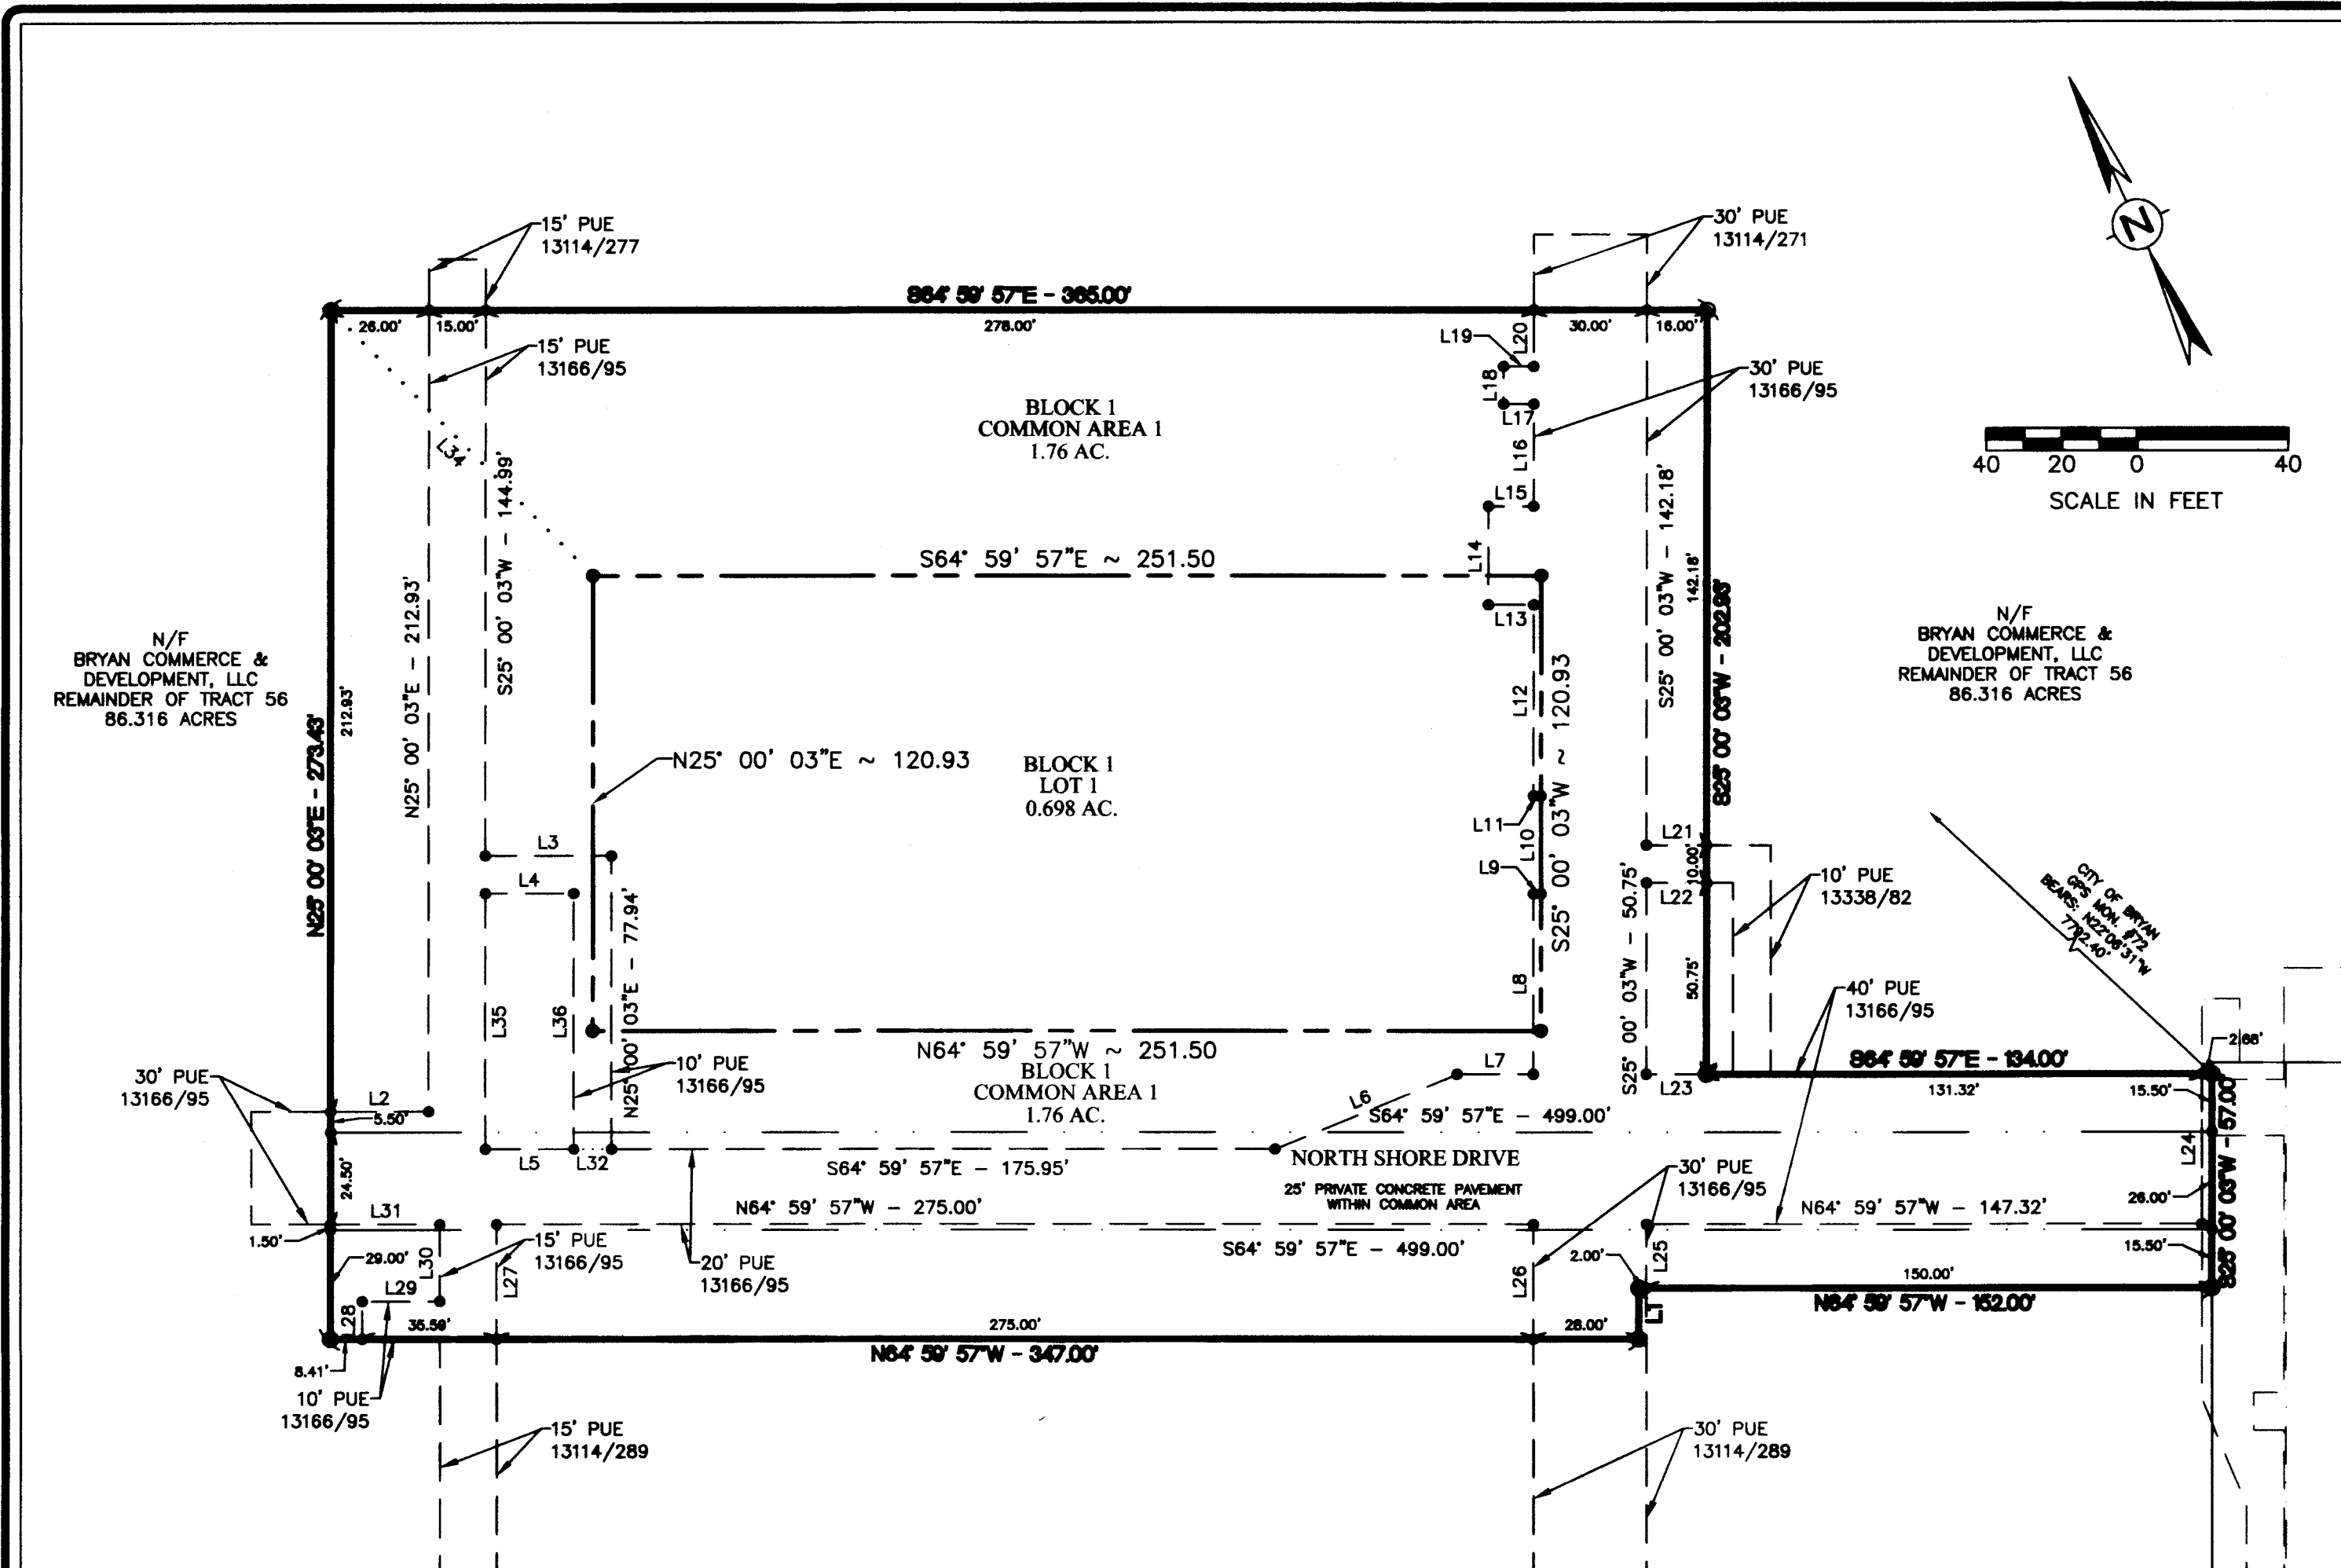 15' PUE
13114/277
30' PUE
13114/271
N
S64° 59' 57"E - 365.00'
26.00'
15.00'
278.00'
30.00'
16.00'
L20
L19
15' PUE
13166/95
30' PUE
13166/95
L18
L17
BLOCK 1
COMMON AREA 1
1.76 AC.
L34
L16
40 20 0 40
SCALE IN FEET
L15
S25° 00' 03"W - 144.99'
S25° 00' 03"W - 142.18'
142.18'
L14
S64° 59' 57"E ~ 251.50
L13
N/F
BRYAN COMMERCE &
DEVELOPMENT, LLC
REMAINDER OF TRACT 56
86.316 ACRES
N/F
BRYAN COMMERCE &
DEVELOPMENT, LLC
REMAINDER OF TRACT 56
86.316 ACRES
N25° 00' 03"E - 273.43'
212.93'
N25° 00' 03"E - 212.93'
L12
S25° 00' 03"W ~ 120.93
S25° 00' 03"W - 202.93'
N25° 00' 03"E ~ 120.93
BLOCK 1
LOT 1
0.698 AC.
L11
L10
L9
L3
L4
L21
10.00'
L22
10' PUE
13338/82
CITY OF BRYAN
GPS MON. #72
BEARS: N22°06'31"W
7792.40'
N25° 00' 03"E - 77.94'
L35
L36
L8
S25° 00' 03"W - 50.75'
50.75'
40' PUE
13166/95
N64° 59' 57"W ~ 251.50
BLOCK 1
COMMON AREA 1
1.76 AC.
10' PUE
13166/95
L7
L6
L23
S64° 59' 57"E - 134.00'
131.32'
2.68'
15.50'
30' PUE
13166/95
L2
5.50'
S64° 59' 57"E - 499.00'
L24
S25° 00' 03"W - 57.00'
24.50'
L5
L32
S64° 59' 57"E - 175.95'
NORTH SHORE DRIVE
25' PRIVATE CONCRETE PAVEMENT
WITHIN COMMON AREA
30' PUE
13166/95
26.00'
L31
N64° 59' 57"W - 275.00'
N64° 59' 57"W - 147.32'
1.50'
29.00'
L30
15' PUE
13166/95
20' PUE
13166/95
S64° 59' 57"E - 499.00'
2.00'
L25
15.50'
L29
L27
L26
150.00'
L28
36.59'
275.00'
28.00'
L1
N64° 59' 57"W - 152.00'
8.41'
N64° 59' 57"W - 347.00'
10' PUE
13166/95
15' PUE
13114/289
30' PUE
13114/289